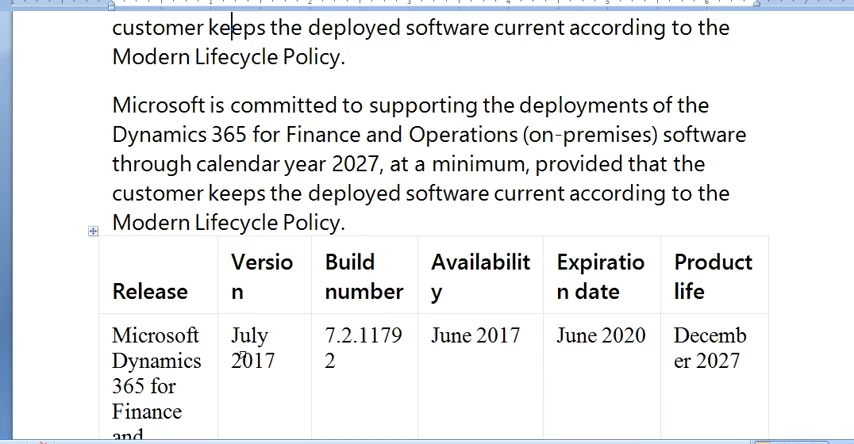 customer keeps the deployed software current according to the
Modern Lifecycle Policy.
Microsoft is committed to supporting the deployments of the
Dynamics 365 for Finance and Operations (on-premises) software
through calendar year 2027, at a minimum, provided that the
customer keeps the deployed software current according to the
Modern Lifecycle Policy.
Release Versio n Build number Availabilit y Expiratio n date Product life
Microsoft July 7.2.1179 June 2017 June 2020 Decemb
Dynamics 2017 2 er 2027
365 for
Finance
and